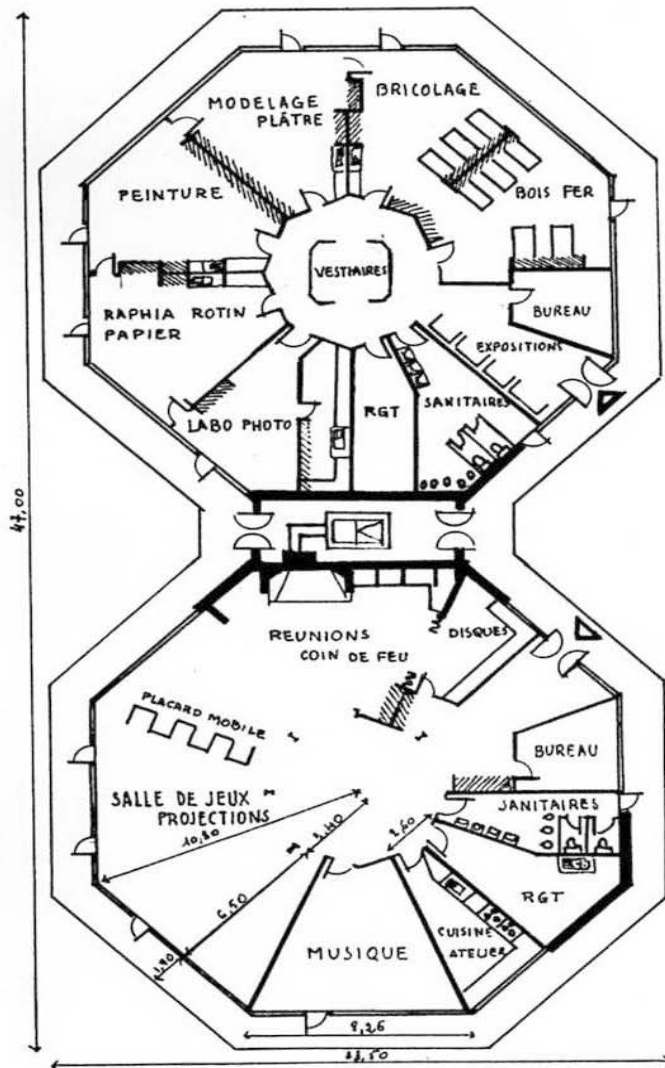 BRICOLAGE
MODELAGE
PLÂTRE
PEINTURE
BOIS FER
VESTIAIRES
RAPHIA ROTIN
PAPIER
BUREAU
EXPOSITIONS
SANITAIRES
LABO PHOTO
RGT
47,00
REUNIONS
COIN DE FEU
DISQUES
PLACARD MOBILE
BUREAU
SALLE DE JEUX
PROJECTIONS
SANITAIRES
10,80
3,40
2,60
6,50
RGT
CUISINE
ATELIER
MUSIQUE
8,26